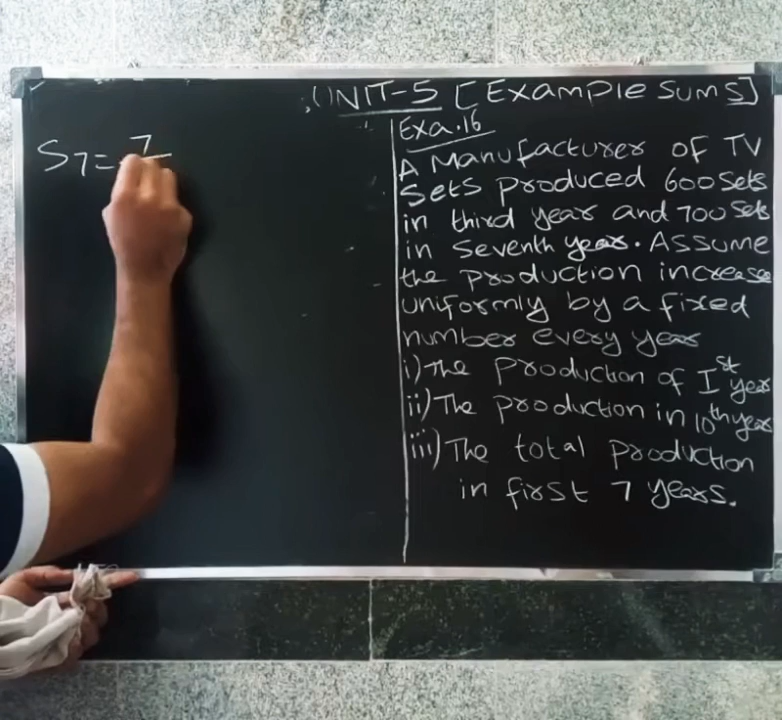 UNIT-5 [Example sums]
S7 = 7
Exa.16
A Manufacturer of TV
Sets produced 600 Sets
in third year and 700 Sets
in Seventh year. Assume
the production increases
uniformly by a fixed
number every year
i) The production of Ist year
ii) The production in 10th year
iii) The total production
in first 7 years.